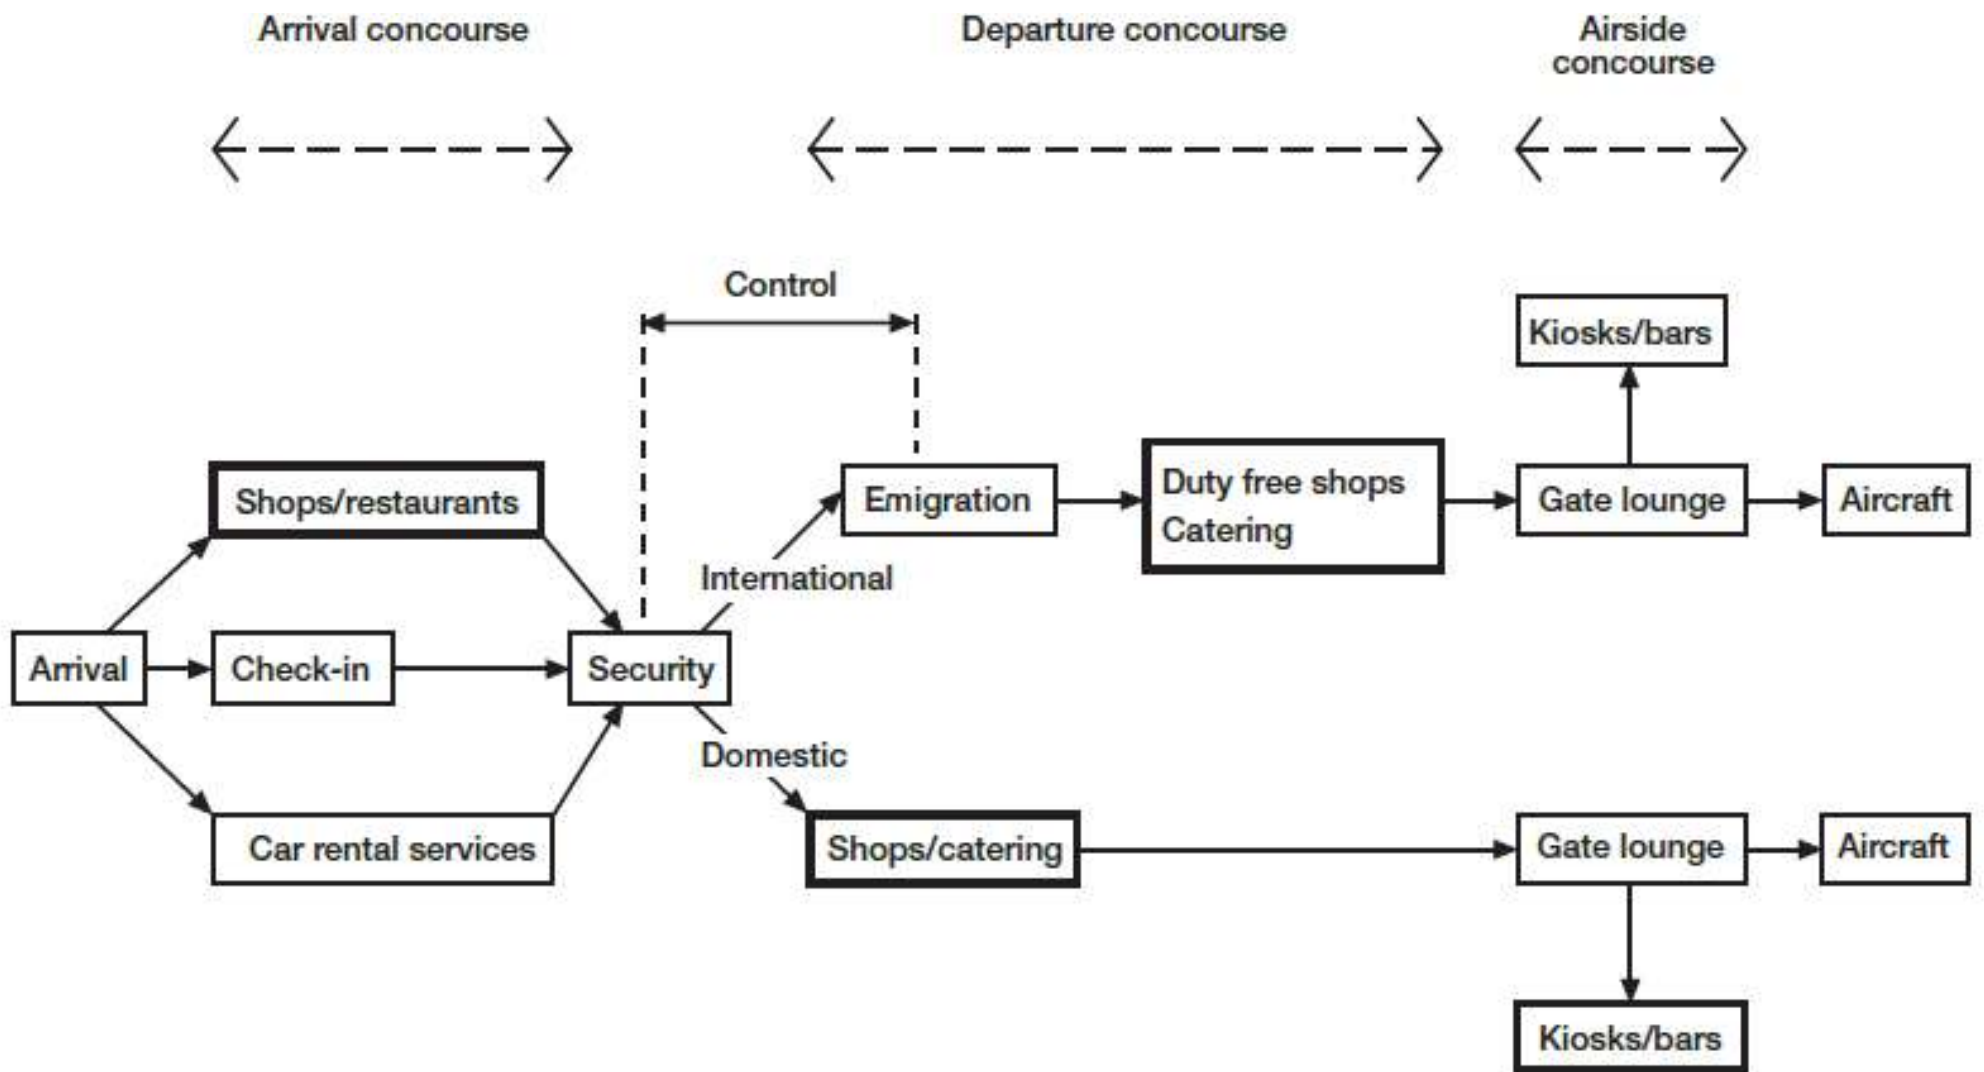 Arrival concourse
Departure concourse
Airside
concourse
Control
Kiosks/bars
Shops/restaurants
Emigration
Duty free shops
Catering
Gate lounge
Aircraft
International
Arrival
Check-in
Security
Domestic
Car rental services
Shops/catering
Gate lounge
Aircraft
Kiosks/bars